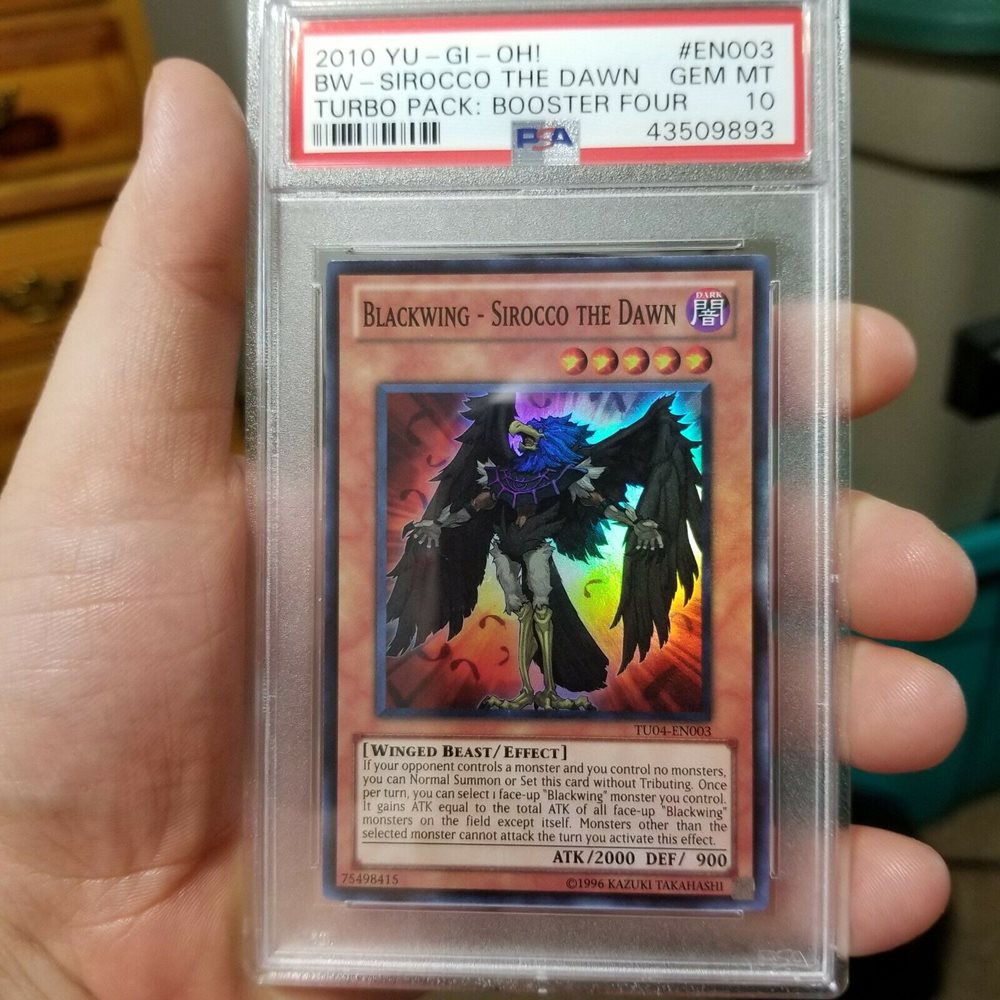 2010 YU-GI-OH! #EN003
BW-SIROCCO THE DAWN GEM MT
TURBO PACK: BOOSTER FOUR 10
PSA 43509893
BLACKWING - SIROCCO THE DAWN
DARK
闇
TU04-EN003
[WINGED BEAST/EFFECT]
If your opponent controls a monster and you control no monsters,
you can Normal Summon or Set this card without Tributing. Once
per turn, you can select 1 face-up "Blackwing" monster you control.
It gains ATK equal to the total ATK of all face-up "Blackwing"
monsters on the field except itself. Monsters other than the
selected monster cannot attack the turn you activate this effect.
ATK/2000 DEF/ 900
75498415 ©1996 KAZUKI TAKAHASHI